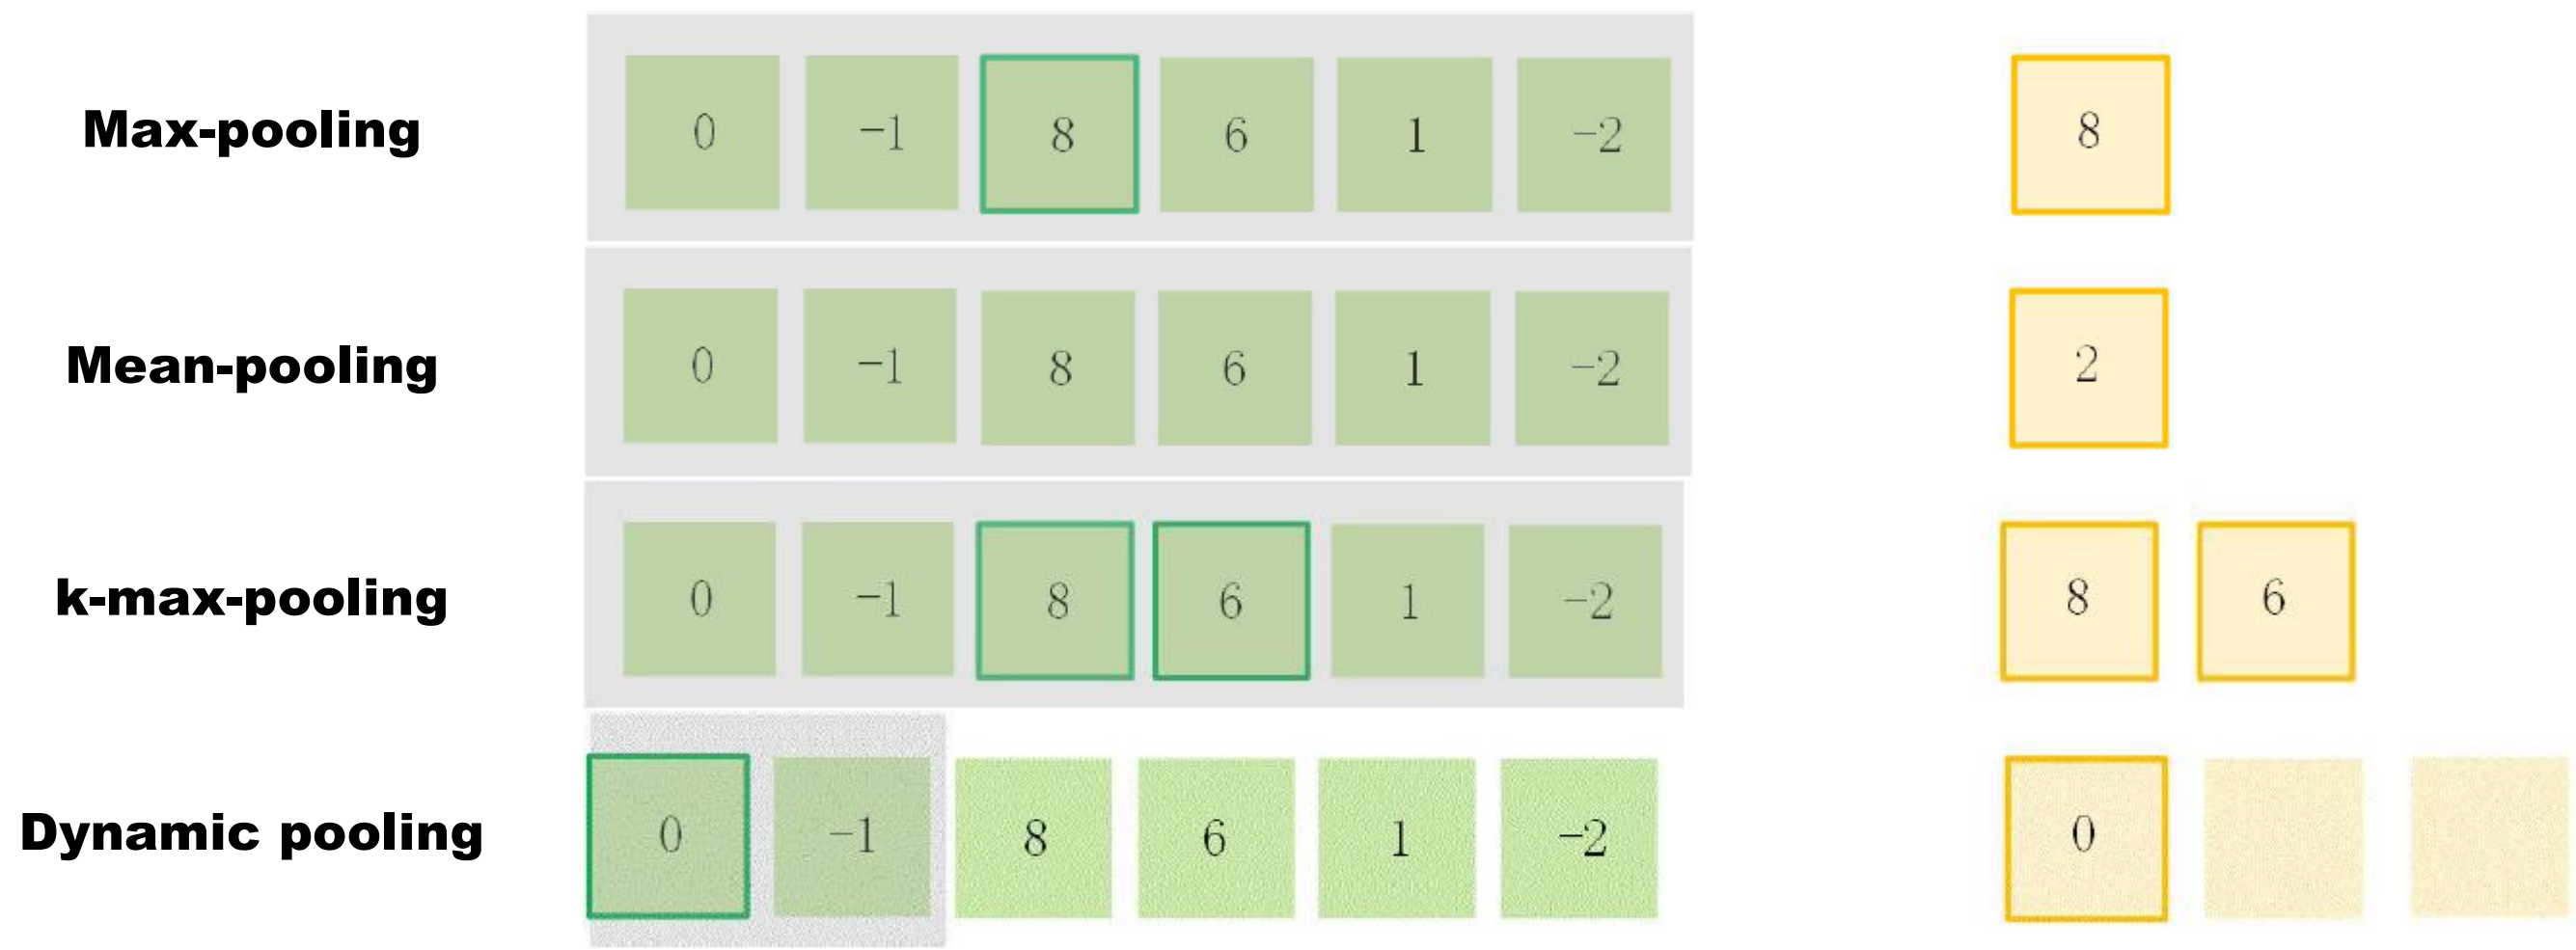 Max-pooling 0 −1 8 6 1 −2 8
Mean-pooling 0 −1 8 6 1 −2 2
k-max-pooling 0 −1 8 6 1 −2 8 6
Dynamic pooling 0 −1 8 6 1 −2 0